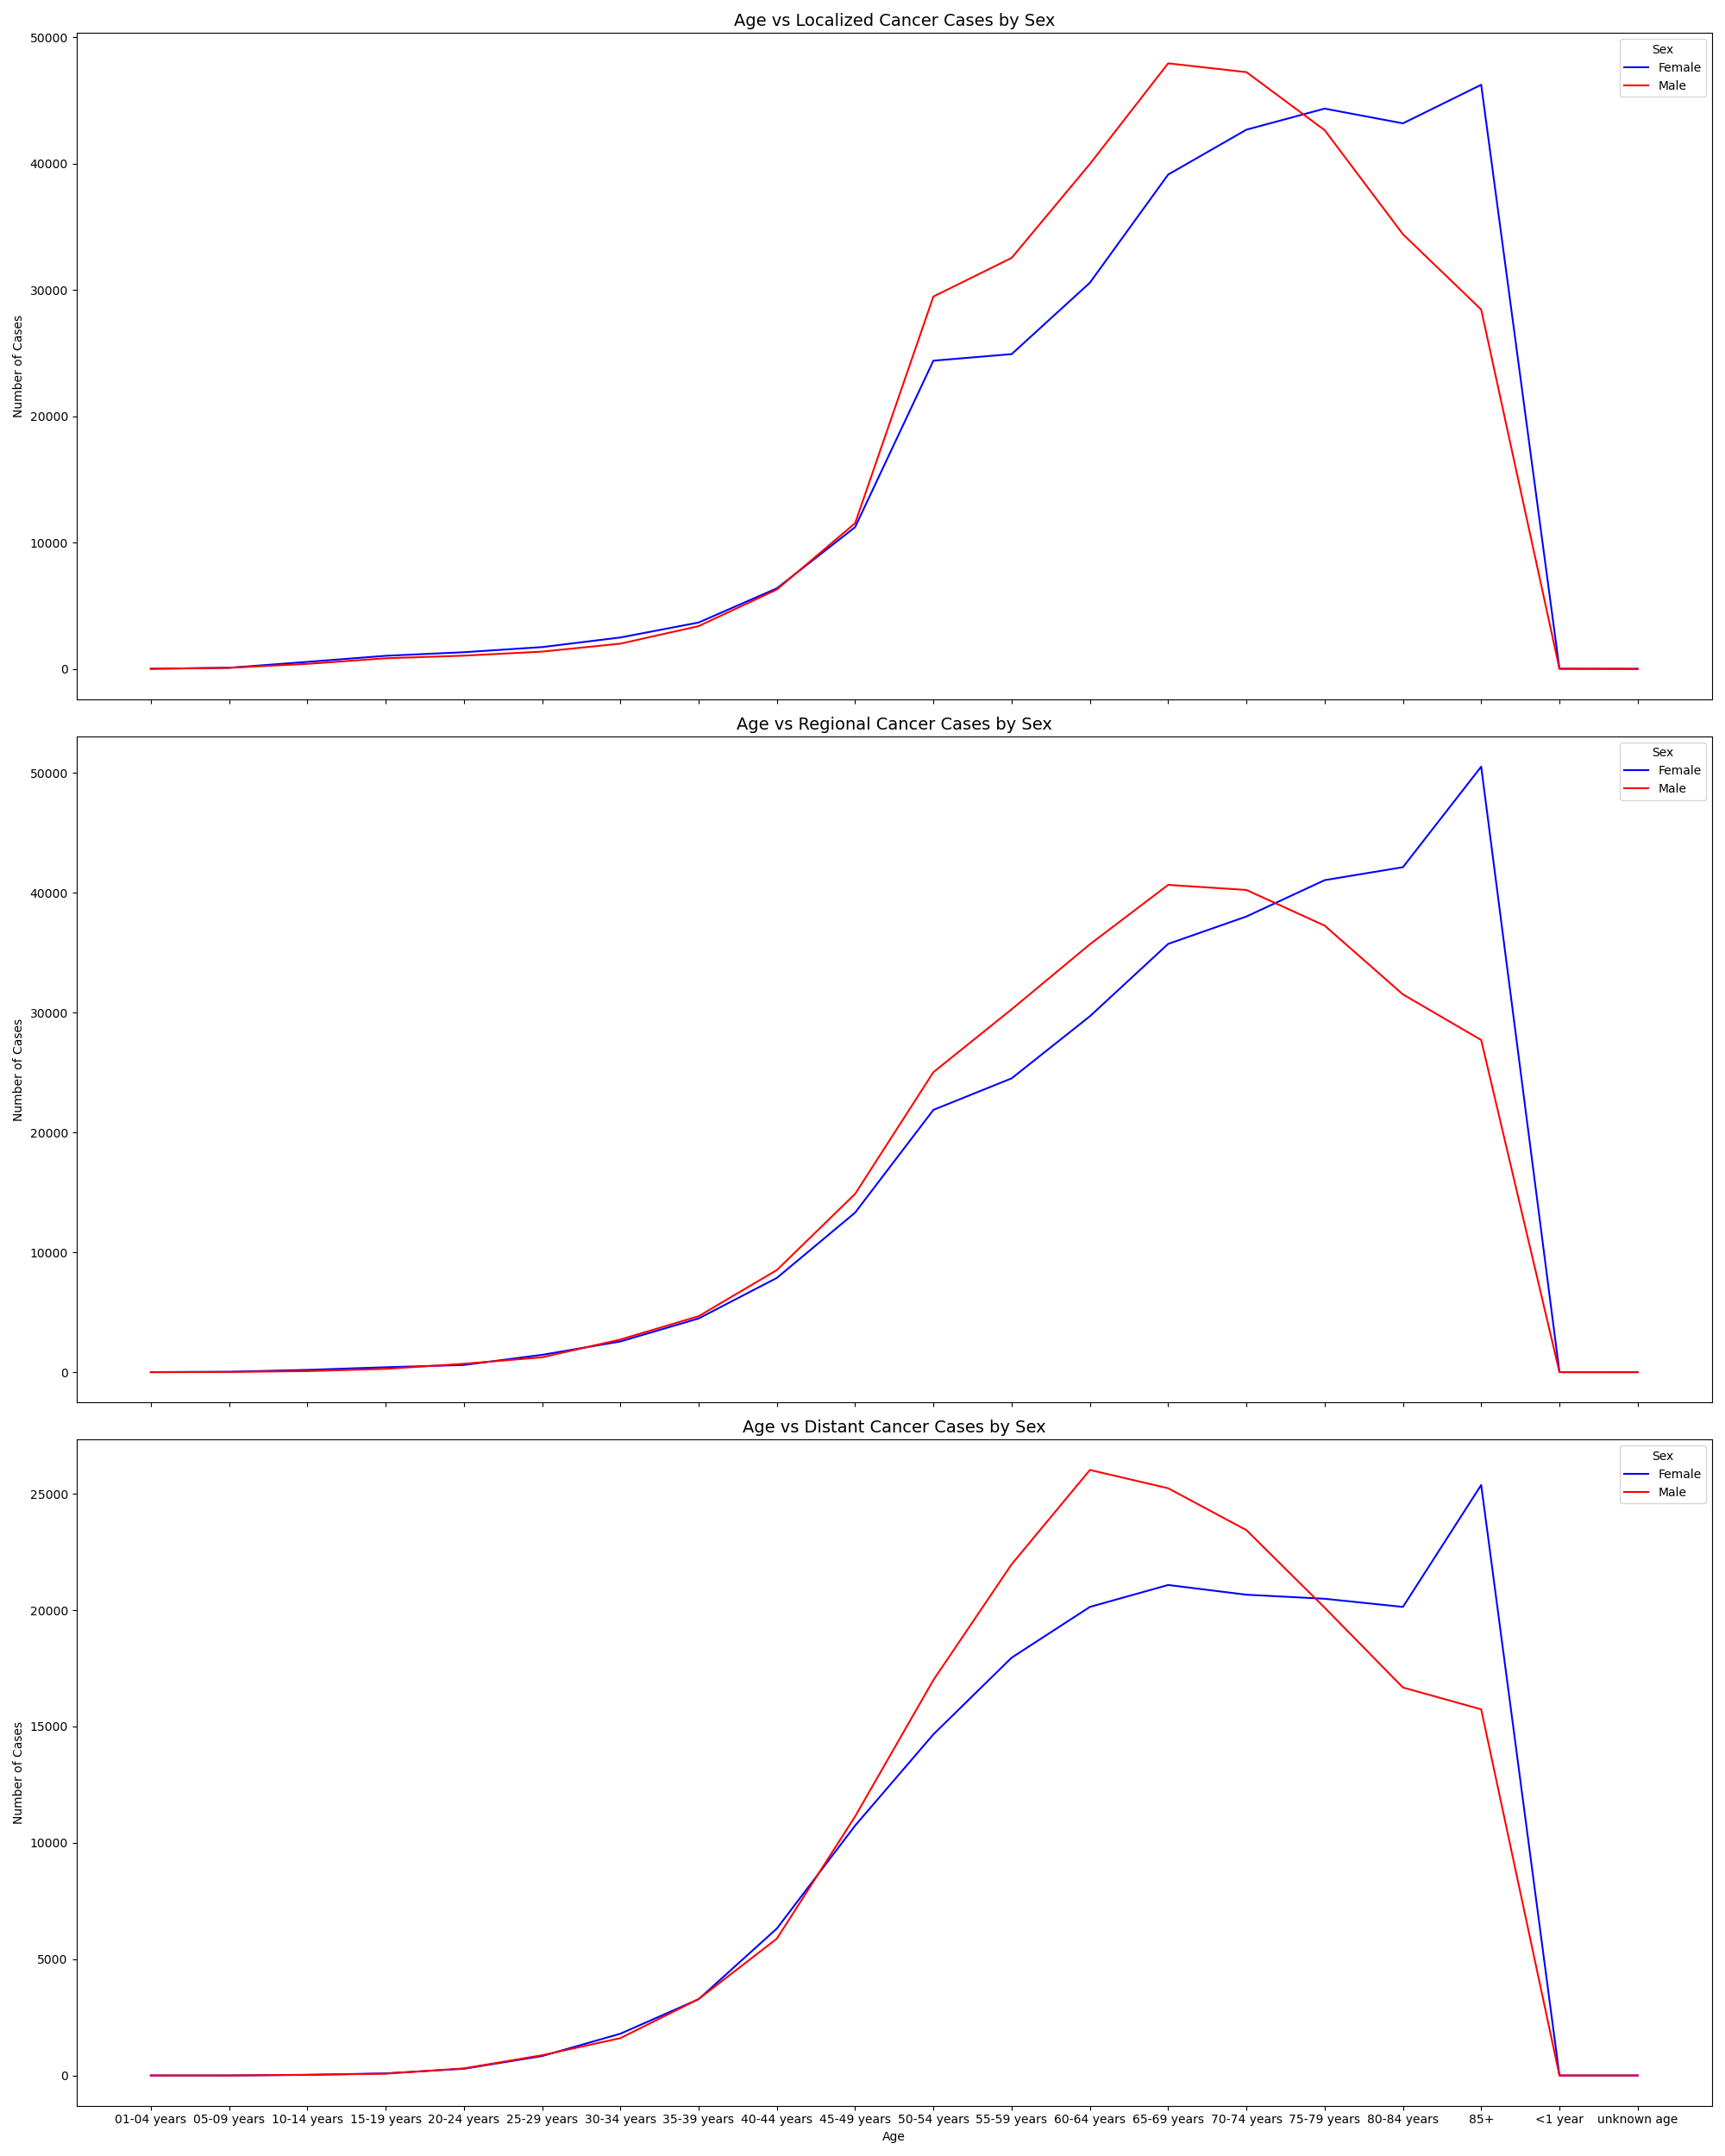 Age vs Localized Cancer Cases by Sex
50000
40000
30000
20000
10000
0
Number of Cases
Sex
Female
Male
Age vs Regional Cancer Cases by Sex
50000
40000
30000
20000
10000
0
Number of Cases
Sex
Female
Male
Age vs Distant Cancer Cases by Sex
25000
20000
15000
10000
5000
0
Number of Cases
Sex
Female
Male
01-04 years 05-09 years 10-14 years 15-19 years 20-24 years 25-29 years 30-34 years 35-39 years 40-44 years 45-49 years 50-54 years 55-59 years 60-64 years 65-69 years 70-74 years 75-79 years 80-84 years 85+ <1 year unknown age
Age